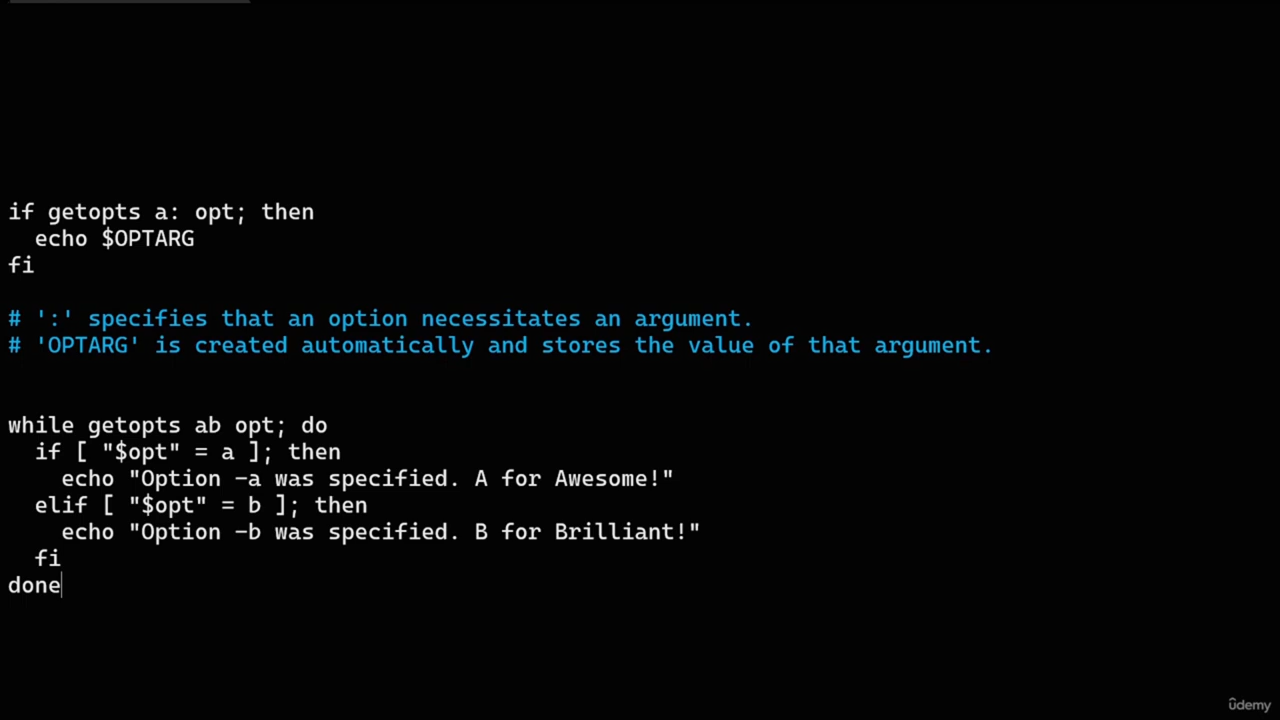 if getopts a: opt; then
  echo $OPTARG
fi
# ':' specifies that an option necessitates an argument.
# 'OPTARG' is created automatically and stores the value of that argument.
while getopts ab opt; do
  if [ "$opt" = a ]; then
    echo "Option -a was specified. A for Awesome!"
  elif [ "$opt" = b ]; then
    echo "Option -b was specified. B for Brilliant!"
  fi
done
ûdemy